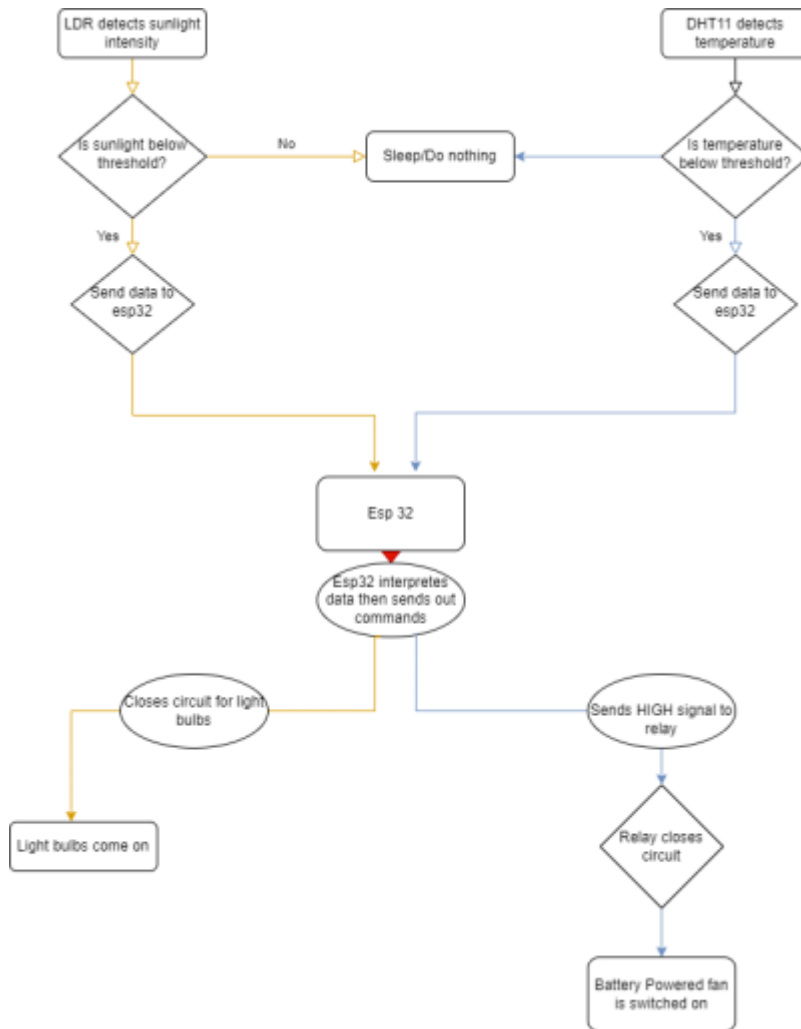 LDR detects sunlight
intensity
DHT11 detects
temperature
Is sunlight below
threshold?
No
Sleep/Do nothing
Is temperature
below threshold?
Yes
Yes
Send data to
esp32
Send data to
esp32
Esp 32
Esp32 interpretes
data then sends out
commands
Closes circuit for light
bulbs
Sends HIGH signal to
relay
Light bulbs come on
Relay closes
circuit
Battery Powered fan
is switched on